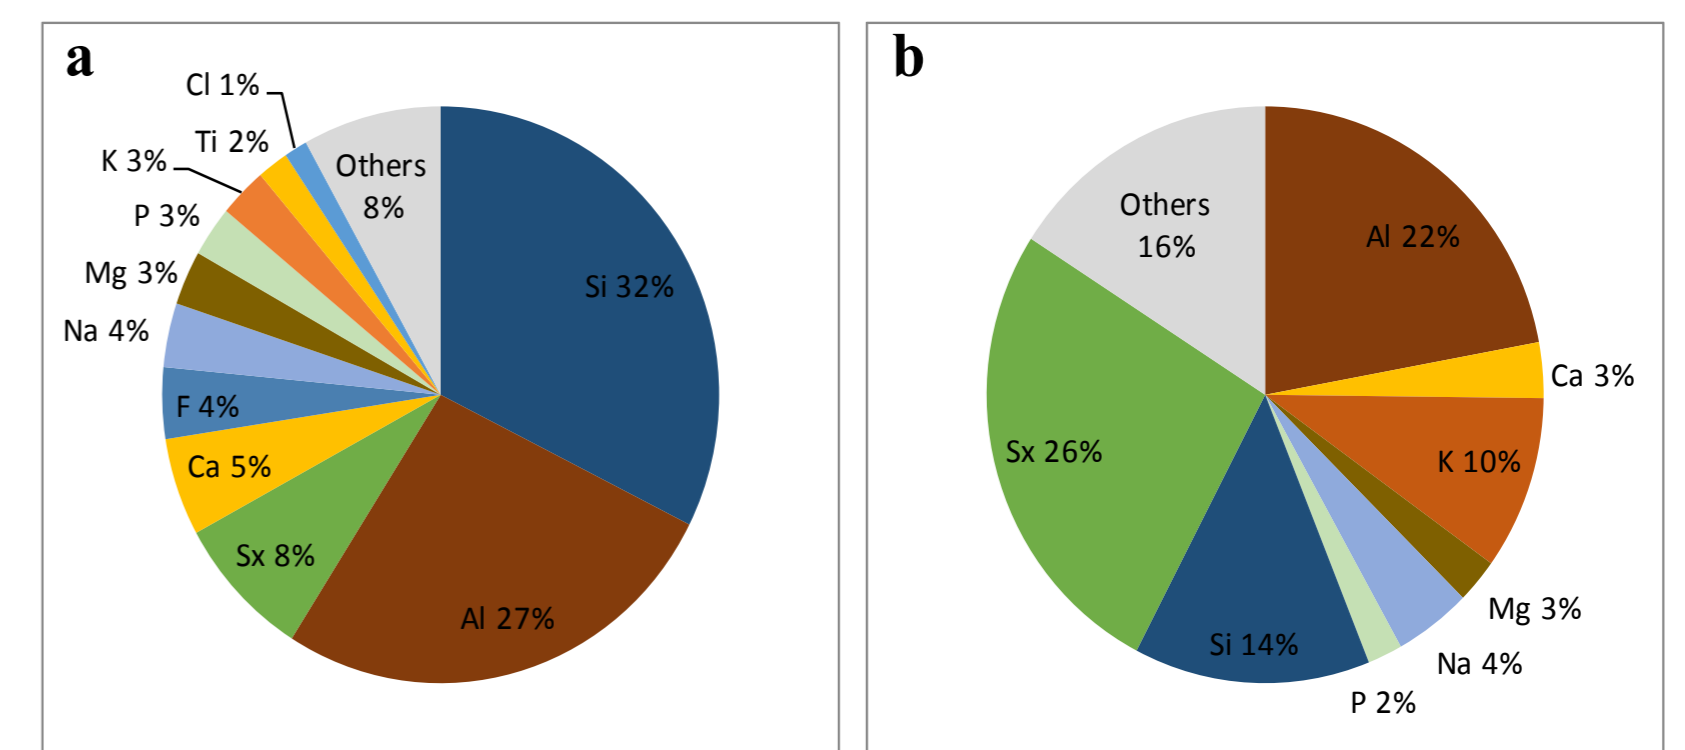 a
Cl 1%
Ti 2%
K 3%
P 3%
Mg 3%
Na 4%
F 4%
Ca 5%
Sx 8%
Al 27%
Si 32%
Others
8%
b
Others
16%
Al 22%
Ca 3%
K 10%
Mg 3%
Na 4%
P 2%
Si 14%
Sx 26%